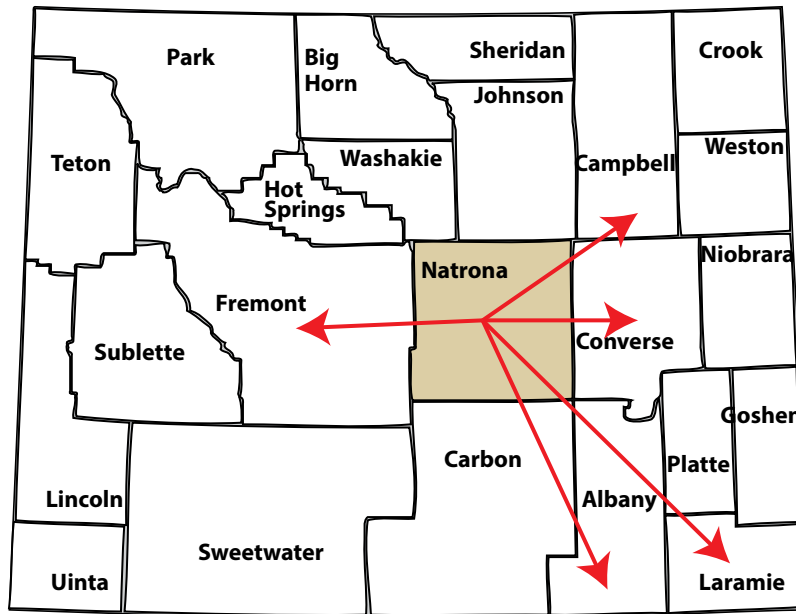 Park
Big
Horn
Sheridan
Crook
Johnson
Teton
Washakie
Campbell
Weston
Hot
Springs
Natrona
Niobrara
Fremont
Sublette
Converse
Goshen
Carbon
Platte
Lincoln
Albany
Sweetwater
Uinta
Laramie